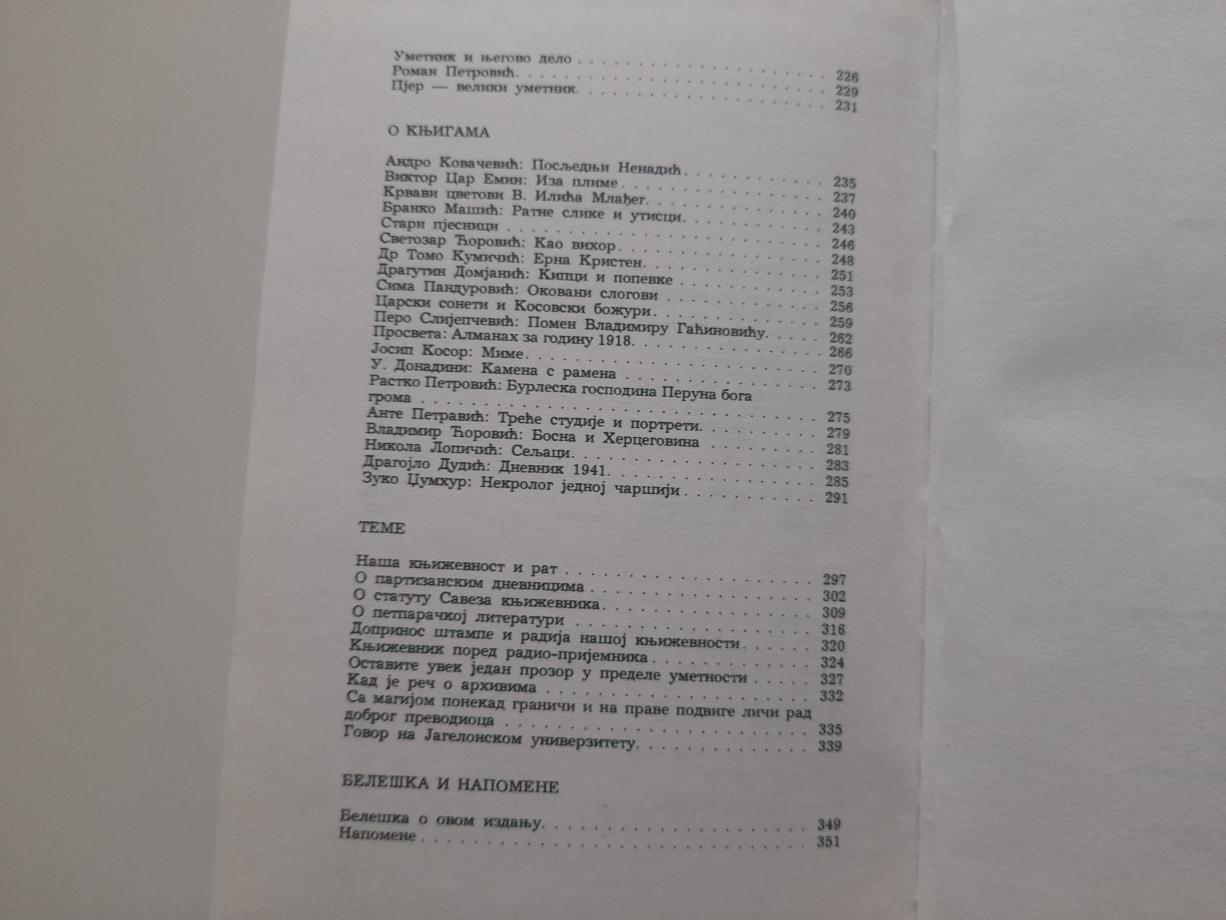 Уметник и његово дело . . . . . . . . . . . . . . . . . 226
Роман Петровић. . . . . . . . . . . . . . . . . . . . . 229
Пјер — велики уметник. . . . . . . . . . . . . . . . . 231
О КЊИГАМА
Андро Ковачевић: Посљедњи Ненадић. . . . . . . . . . 235
Виктор Цар Емин: Иза плиме. . . . . . . . . . . . . . 237
Крвави цветови В. Илића Млађег. . . . . . . . . . . . 240
Бранко Машић: Ратне слике и утисци. . . . . . . . . . 243
Стари пјесници . . . . . . . . . . . . . . . . . . . . 246
Светозар Ћоровић: Као вихор. . . . . . . . . . . . . . 248
Др Томо Кумичић: Ерна Кристен. . . . . . . . . . . . . 251
Драгутин Домјанић: Кипци и попевке . . . . . . . . . . 253
Сима Пандуровић: Оковани слогови . . . . . . . . . . . 256
Царски сонети и Косовски божури. . . . . . . . . . . . 259
Перо Слијепчевић: Помен Владимиру Гаћиновићу. . . . . 262
Просвета: Алманах за годину 1918. . . . . . . . . . . . 266
Јосип Косор: Миме. . . . . . . . . . . . . . . . . . . 270
У. Донадини: Камена с рамена . . . . . . . . . . . . . 273
Растко Петровић: Бурлеска господина Перуна бога
грома . . . . . . . . . . . . . . . . . . . . . . . . . 275
Анте Петравић: Треће студије и портрети. . . . . . . . 279
Владимир Ћоровић: Босна и Херцеговина . . . . . . . . 281
Никола Лопичић: Сељаци. . . . . . . . . . . . . . . . . 283
Драгојло Дудић: Дневник 1941. . . . . . . . . . . . . . 285
Зуко Џумхур: Некролог једној чаршији . . . . . . . . . 291
ТЕМЕ
Наша књижевност и рат . . . . . . . . . . . . . . . . . 297
О партизанским дневницима . . . . . . . . . . . . . . . 302
О статуту Савеза књижевника. . . . . . . . . . . . . . 309
О петпарачкој литератури . . . . . . . . . . . . . . . 316
Допринос штампе и радија нашој књижевности. . . . . . 320
Књижевник поред радио-пријемника . . . . . . . . . . . 324
Оставите увек један прозор у пределе уметности . . . . . 327
Кад је реч о архивима . . . . . . . . . . . . . . . . . 332
Са магијом понекад граничи и на праве подвиге личи рад
доброг преводиоца . . . . . . . . . . . . . . . . . . . 335
Говор на Јагелонском универзитету. . . . . . . . . . . 339
БЕЛЕШКА И НАПОМЕНЕ
Белешка о овом издању. . . . . . . . . . . . . . . . . 349
Напомене . . . . . . . . . . . . . . . . . . . . . . . 351